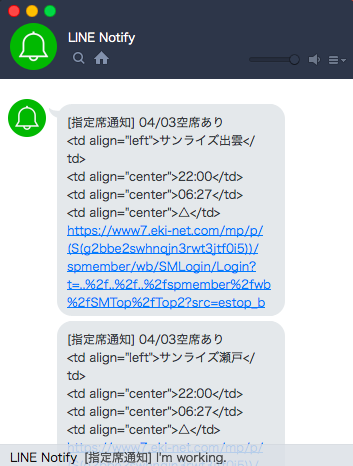 LINE Notify
[指定席通知] 04/03空席あり
<td align="left">サンライズ出雲</
td>
<td align="center">22:00</td>
<td align="center">06:27</td>
<td align="center">△</td>
https://www7.eki-net.com/mp/p/
(S(g2bbe2swhnqjn3rwt3jtf0i5))/
spmember/wb/SMLogin/Login?
t=..%2f..%2f..%2fspmember%2fwb
%2fSMTop%2fTop2?src=estop_b
[指定席通知] 04/03空席あり
<td align="left">サンライズ瀬戸</
td>
<td align="center">22:00</td>
<td align="center">06:27</td>
<td align="center">△</td>
https://www7.eki-net.com/mp/p/
LINE Notify [指定席通知] I'm working.